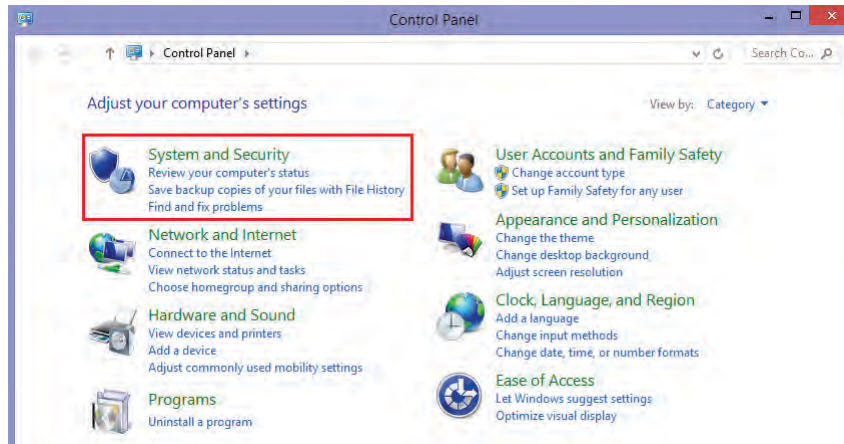 Control Panel
Control Panel
Search Co...
Adjust your computer's settings
View by: Category
System and Security
Review your computer's status
Save backup copies of your files with File History
Find and fix problems
Network and Internet
Connect to the Internet
View network status and tasks
Choose homegroup and sharing options
Hardware and Sound
View devices and printers
Add a device
Adjust commonly used mobility settings
Programs
Uninstall a program
User Accounts and Family Safety
Change account type
Set up Family Safety for any user
Appearance and Personalization
Change the theme
Change desktop background
Adjust screen resolution
Clock, Language, and Region
Add a language
Change input methods
Change date, time, or number formats
Ease of Access
Let Windows suggest settings
Optimize visual display